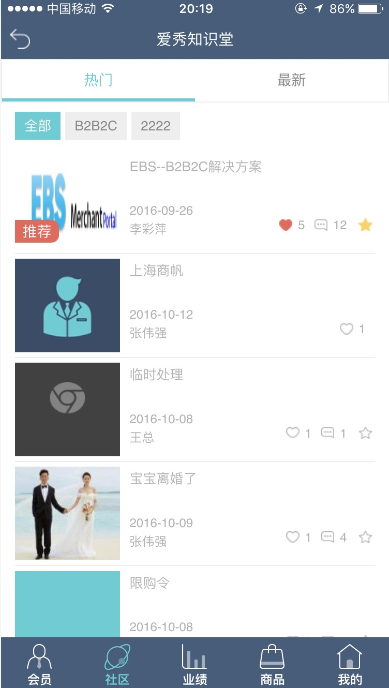 中国移动 20:19 86%
爱秀知识堂
热门 最新
全部 B2B2C 2222
EBS--B2B2C解决方案
EBS MerchantPortal
推荐
2016-09-26
李彩萍
5 12
上海商帆
2016-10-12
张伟强
1
临时处理
2016-10-08
王总
1 1
宝宝离婚了
2016-10-09
张伟强
1 4
限购令
2016-10-08
会员 社区 业绩 商品 我的